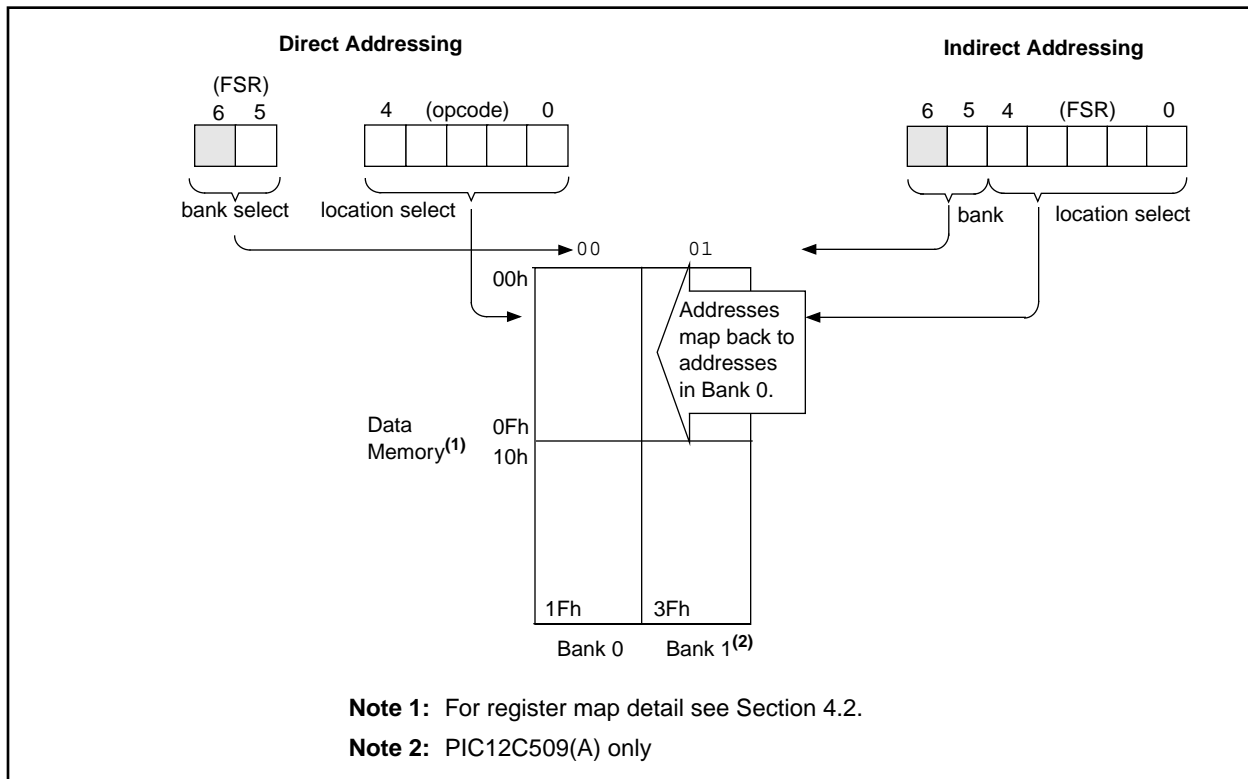 Direct Addressing
(FSR)
6 5
4 (opcode) 0
bank select
location select
Indirect Addressing
6 5 4 (FSR) 0
bank
location select
00
01
00h
Addresses
map back to
addresses
in Bank 0.
Data
Memory(1)
0Fh
10h
1Fh
3Fh
Bank 0
Bank 1(2)
Note 1: For register map detail see Section 4.2.
Note 2: PIC12C509(A) only